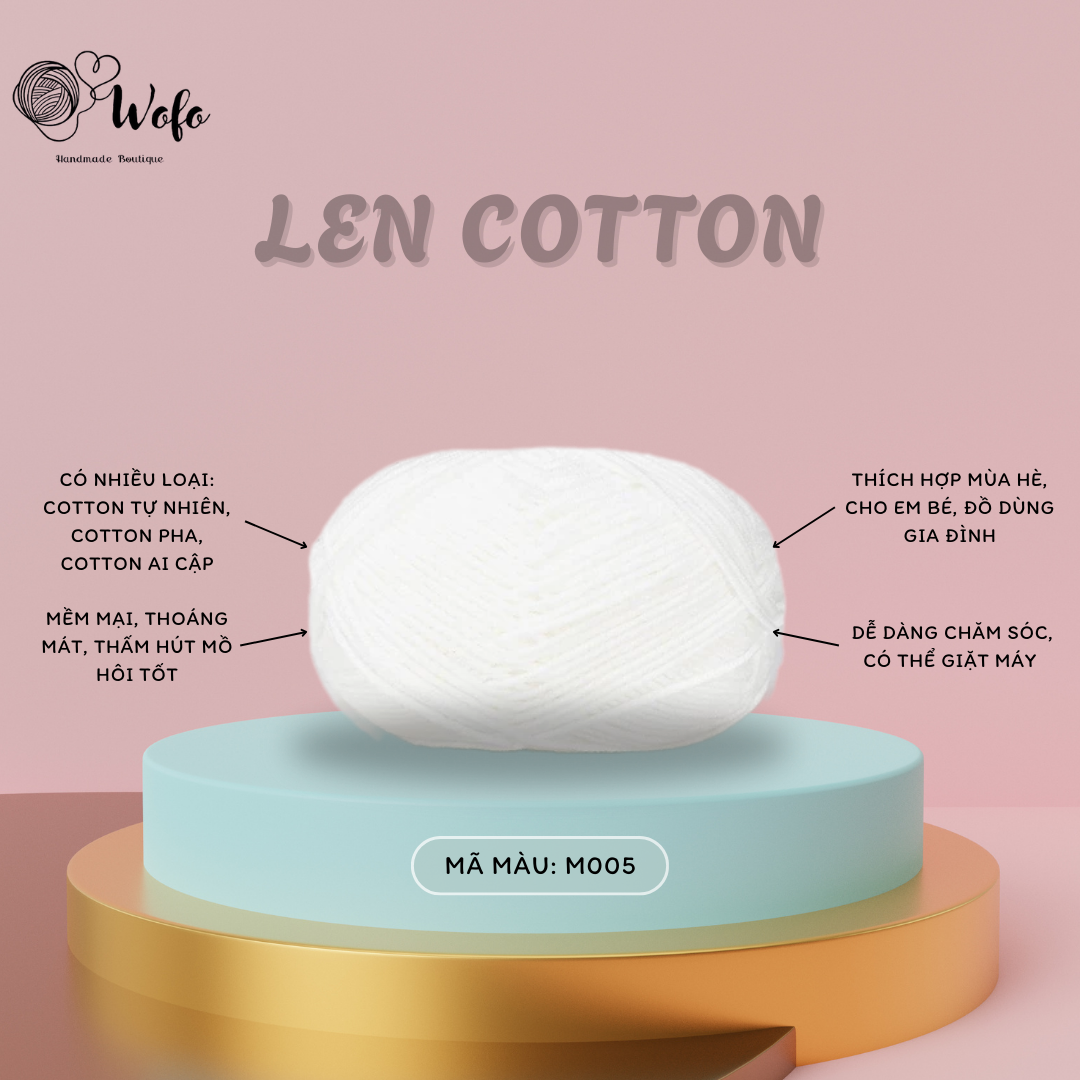 Wofo
Handmade Boutique
LEN COTTON
CÓ NHIỀU LOẠI:
COTTON TỰ NHIÊN,
COTTON PHA,
COTTON AI CẬP
MỀM MẠI, THOÁNG
MÁT, THẤM HÚT MỒ
HÔI TỐT
THÍCH HỢP MÙA HÈ,
CHO EM BÉ, ĐỒ DÙNG
GIA ĐÌNH
DỄ DÀNG CHĂM SÓC,
CÓ THỂ GIẶT MÁY
MÃ MÀU: M005